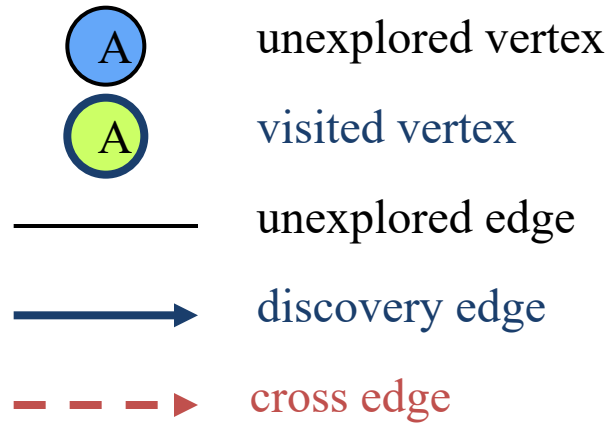 A unexplored vertex
A visited vertex
unexplored edge
discovery edge
cross edge